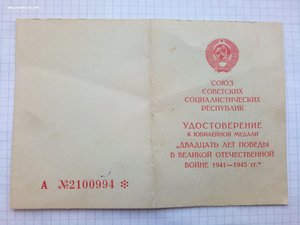 СОЮЗ
СОВЕТСКИХ
СОЦИАЛИСТИЧЕСКИХ
РЕСПУБЛИК
УДОСТОВЕРЕНИЕ
К ЮБИЛЕЙНОЙ МЕДАЛИ
„ДВАДЦАТЬ ЛЕТ ПОБЕДЫ
В ВЕЛИКОЙ ОТЕЧЕСТВЕННОЙ
ВОЙНЕ 1941—1945 гг.“
А №2100994 *